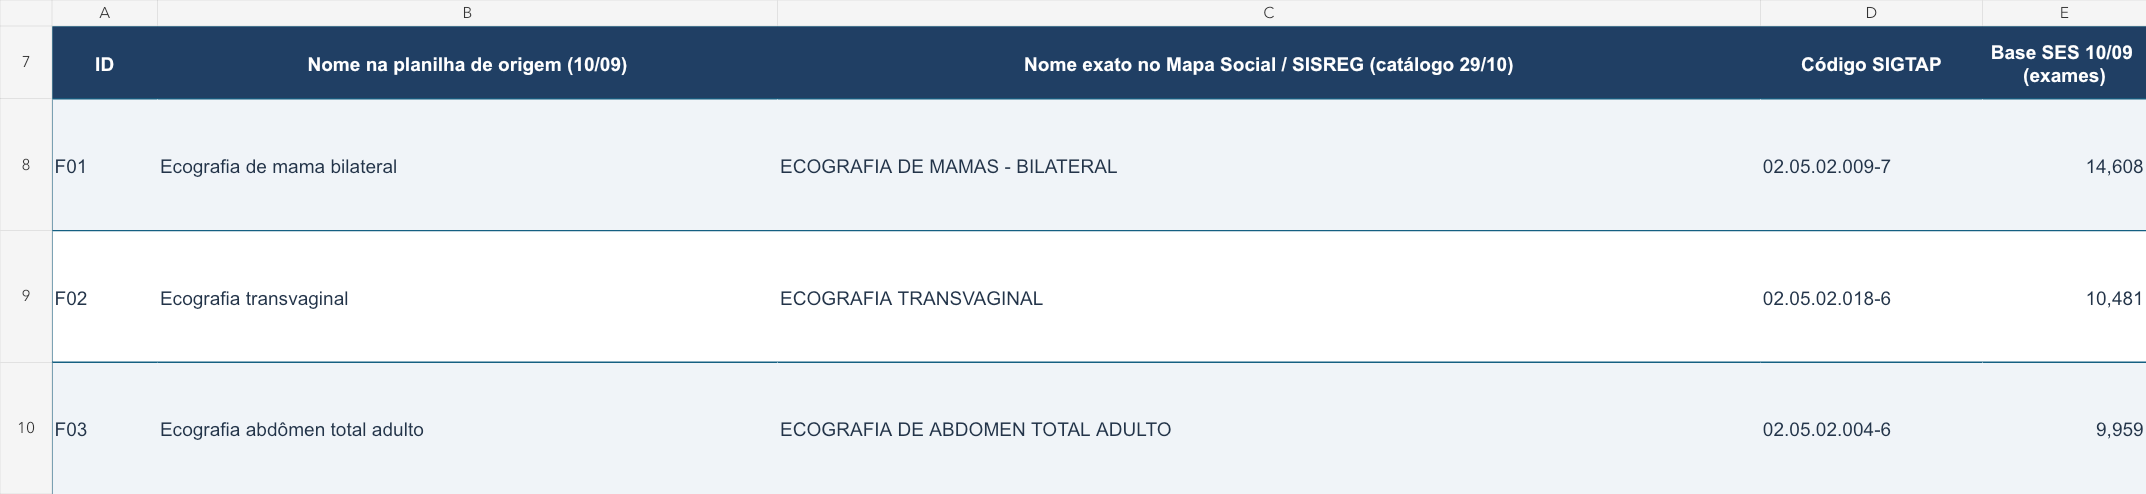 A B C D E
7 ID Nome na planilha de origem (10/09) Nome exato no Mapa Social / SISREG (catálogo 29/10) Código SIGTAP Base SES 10/09
(exames)
8 F01 Ecografia de mama bilateral ECOGRAFIA DE MAMAS - BILATERAL 02.05.02.009-7 14,608
9 F02 Ecografia transvaginal ECOGRAFIA TRANSVAGINAL 02.05.02.018-6 10,481
10 F03 Ecografia abdômen total adulto ECOGRAFIA DE ABDOMEN TOTAL ADULTO 02.05.02.004-6 9,959